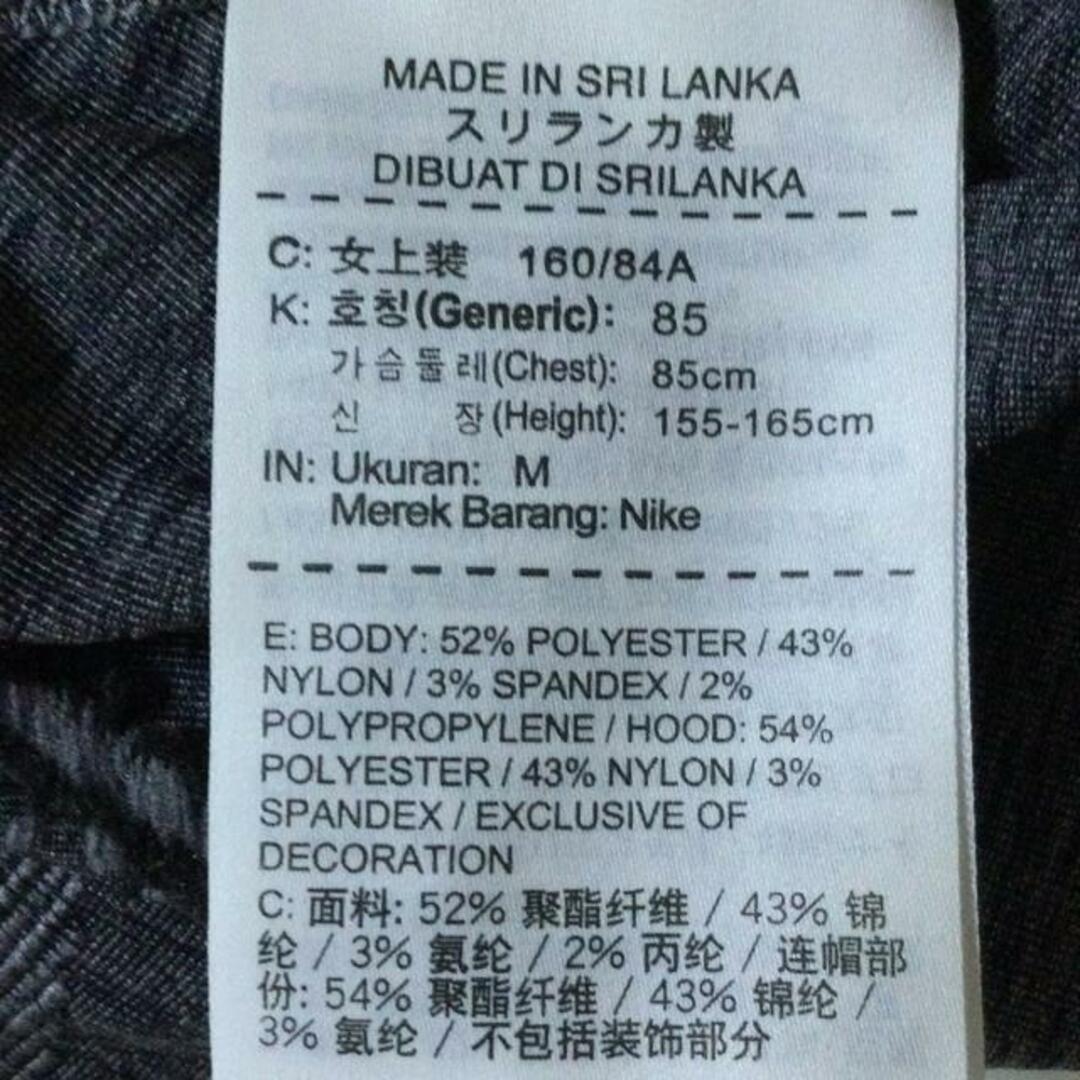 MADE IN SRI LANKA
スリランカ製
DIBUAT DI SRILANKA
C: 女上装 160/84A
K: 호칭(Generic): 85
가슴둘레(Chest): 85cm
신 장(Height): 155-165cm
IN: Ukuran: M
Merek Barang: Nike
E: BODY: 52% POLYESTER / 43%
NYLON / 3% SPANDEX / 2%
POLYPROPYLENE / HOOD: 54%
POLYESTER / 43% NYLON / 3%
SPANDEX / EXCLUSIVE OF
DECORATION
C: 面料: 52% 聚酯纤维 / 43% 锦
纶 / 3% 氨纶 / 2% 丙纶 / 连帽部
份: 54% 聚酯纤维 / 43% 锦纶 /
3% 氨纶 / 不包括装饰部分